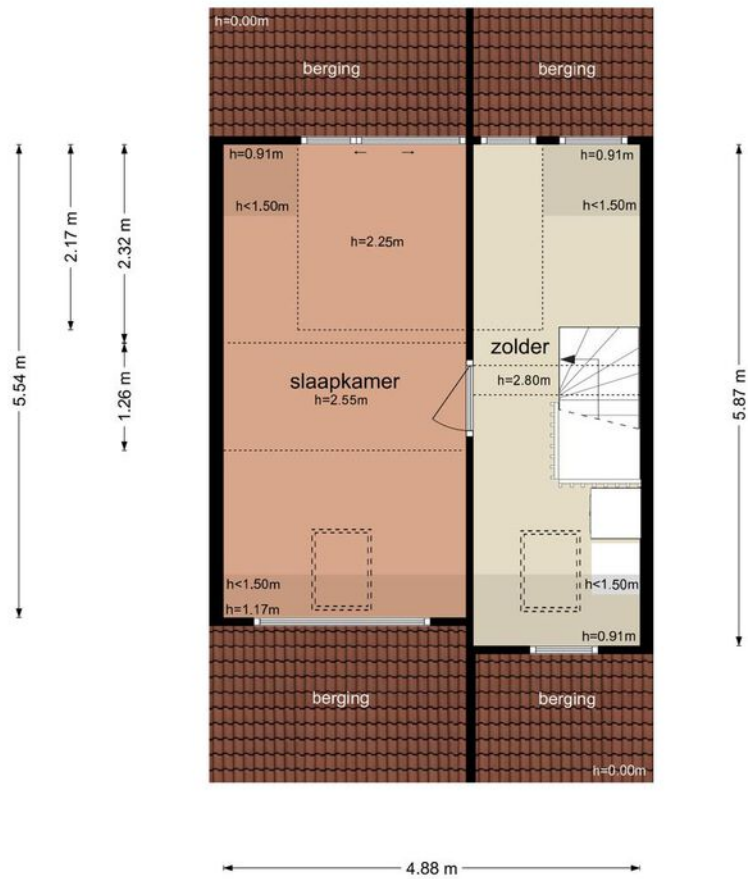 h=0.00m
berging
berging
h=0.91m
h=0.91m
h<1.50m
h<1.50m
h=2.25m
2.17 m
2.32 m
5.54 m
1.26 m
5.87 m
zolder
slaapkamer
h=2.80m
h=2.55m
h<1.50m
h<1.50m
h=1.17m
h=0.91m
berging
berging
h=0.00m
4.88 m